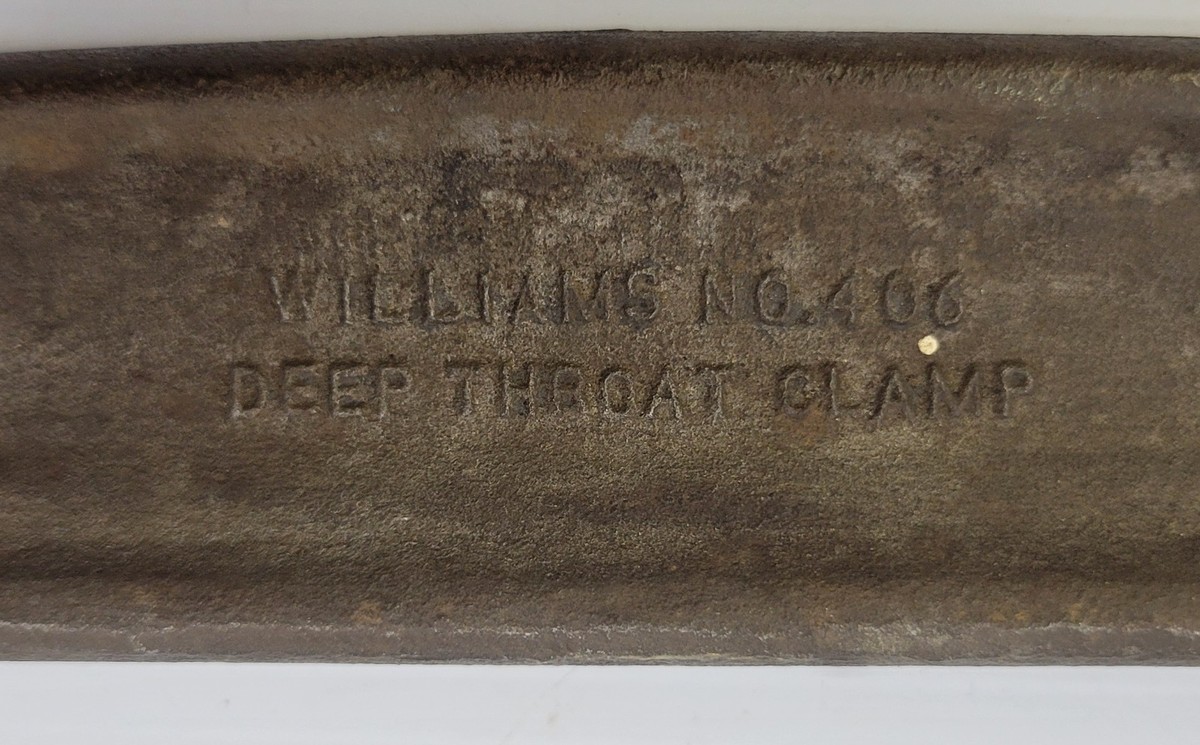 WILLIAMS NO.406
DEEP THROAT CLAMP